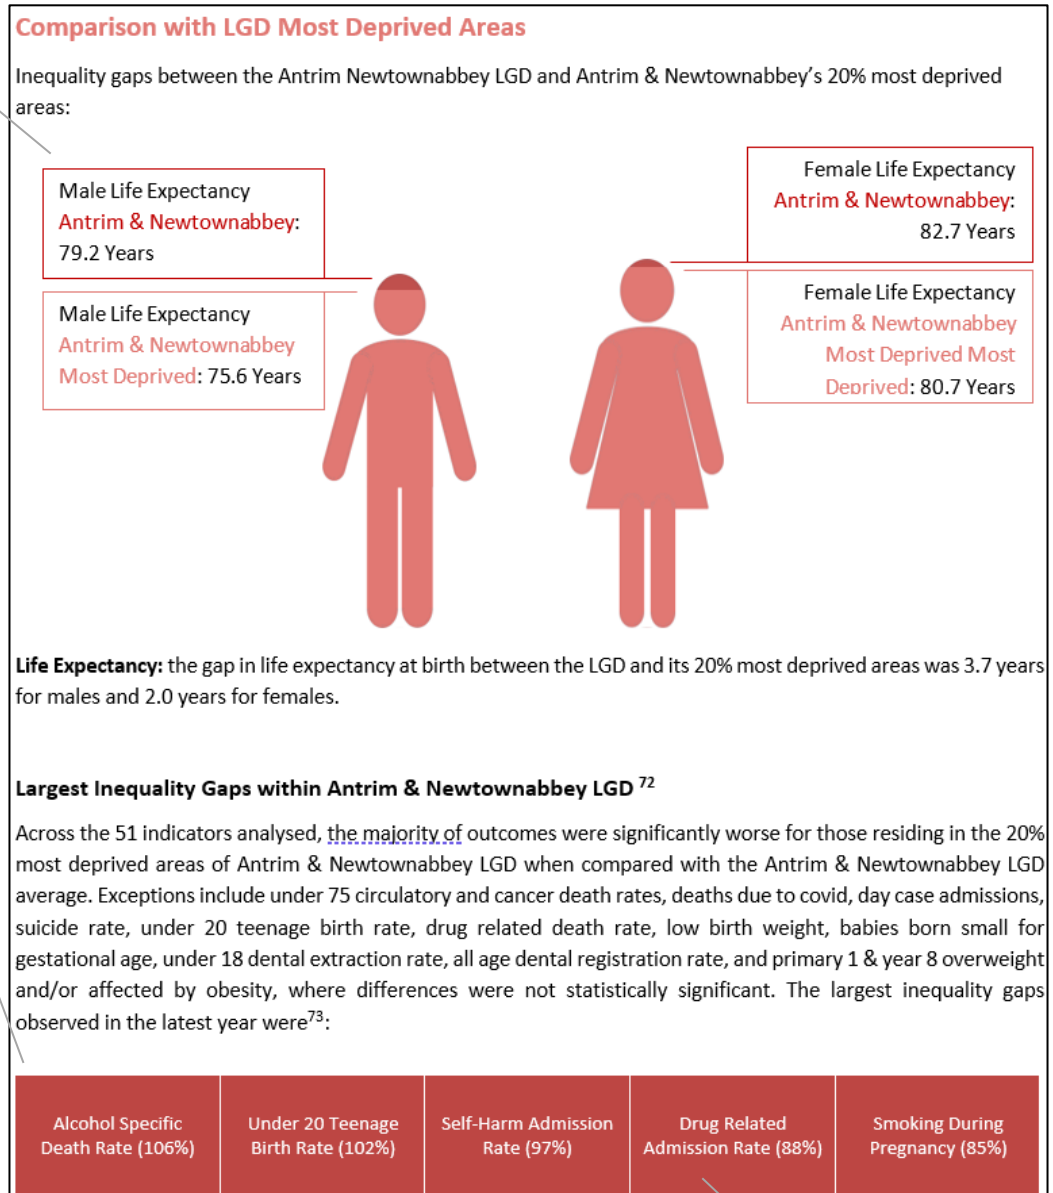 Comparison with LGD Most Deprived Areas
Inequality gaps between the Antrim Newtownabbey LGD and Antrim & Newtownabbey's 20% most deprived
areas:
Male Life Expectancy
Antrim & Newtownabbey:
79.2 Years
Male Life Expectancy
Antrim & Newtownabbey
Most Deprived: 75.6 Years
Female Life Expectancy
Antrim & Newtownabbey:
82.7 Years
Female Life Expectancy
Antrim & Newtownabbey
Most Deprived Most
Deprived: 80.7 Years
Life Expectancy: the gap in life expectancy at birth between the LGD and its 20% most deprived areas was 3.7 years
for males and 2.0 years for females.
Largest Inequality Gaps within Antrim & Newtownabbey LGD 72
Across the 51 indicators analysed, the majority of outcomes were significantly worse for those residing in the 20%
most deprived areas of Antrim & Newtownabbey LGD when compared with the Antrim & Newtownabbey LGD
average. Exceptions include under 75 circulatory and cancer death rates, deaths due to covid, day case admissions,
suicide rate, under 20 teenage birth rate, drug related death rate, low birth weight, babies born small for
gestational age, under 18 dental extraction rate, all age dental registration rate, and primary 1 & year 8 overweight
and/or affected by obesity, where differences were not statistically significant. The largest inequality gaps
observed in the latest year were73:
Alcohol Specific
Death Rate (106%)
Under 20 Teenage
Birth Rate (102%)
Self-Harm Admission
Rate (97%)
Drug Related
Admission Rate (88%)
Smoking During
Pregnancy (85%)